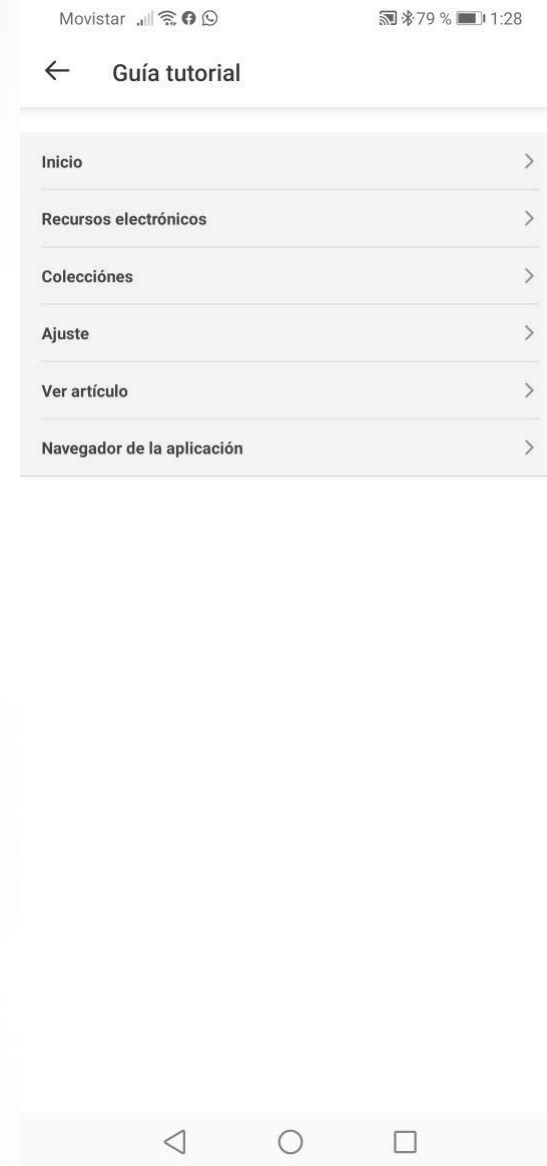 Movistar 79 % 1:28
Guía tutorial
Inicio
Recursos electrónicos
Colecciónes
Ajuste
Ver artículo
Navegador de la aplicación